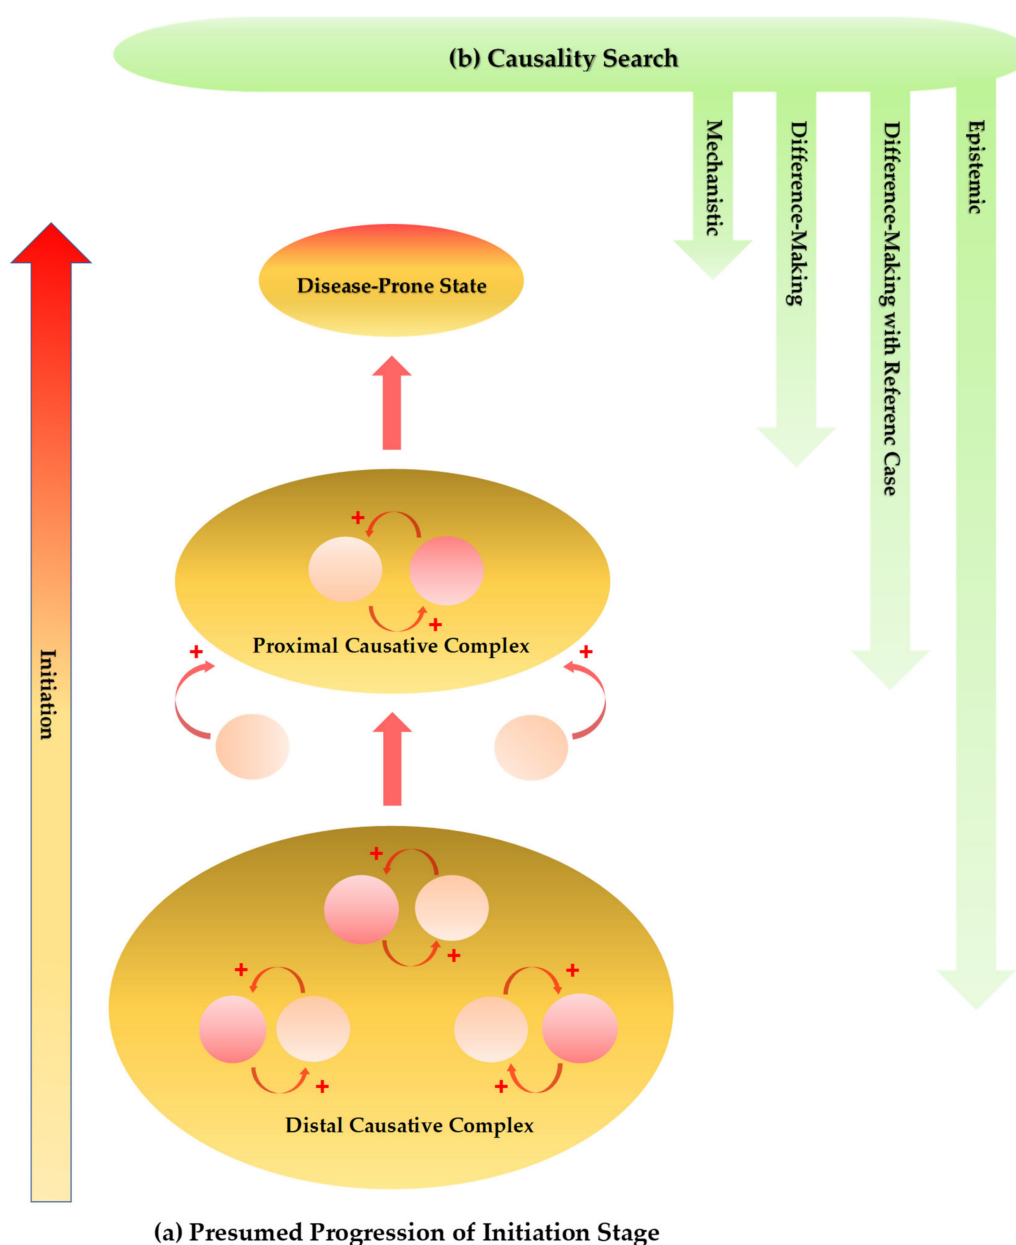 (b) Causality Search
Mechanistic
Difference-Making
Difference-Making with Referenc Case
Epistemic
Disease-Prone State
+
+
Proximal Causative Complex
+
+
Initiation
+
+
+
+
+
+
Distal Causative Complex
(a) Presumed Progression of Initiation Stage